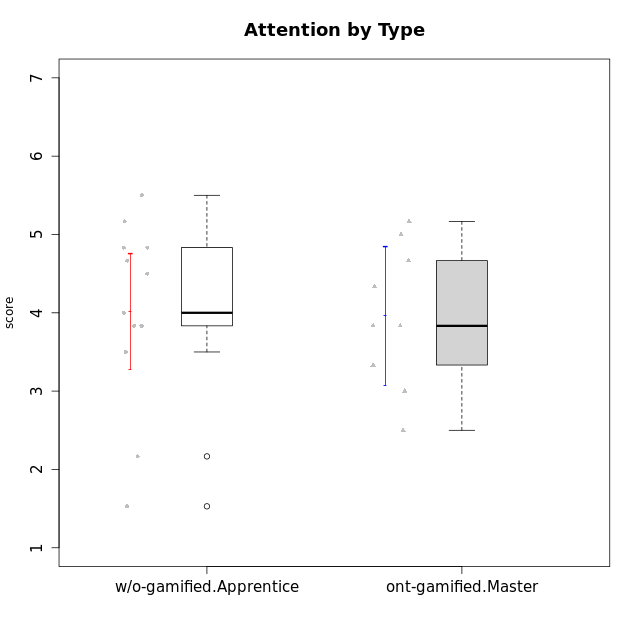 Attention by Type
7
6
5
4
3
2
1
score
w/o-gamified.Apprentice
ont-gamified.Master